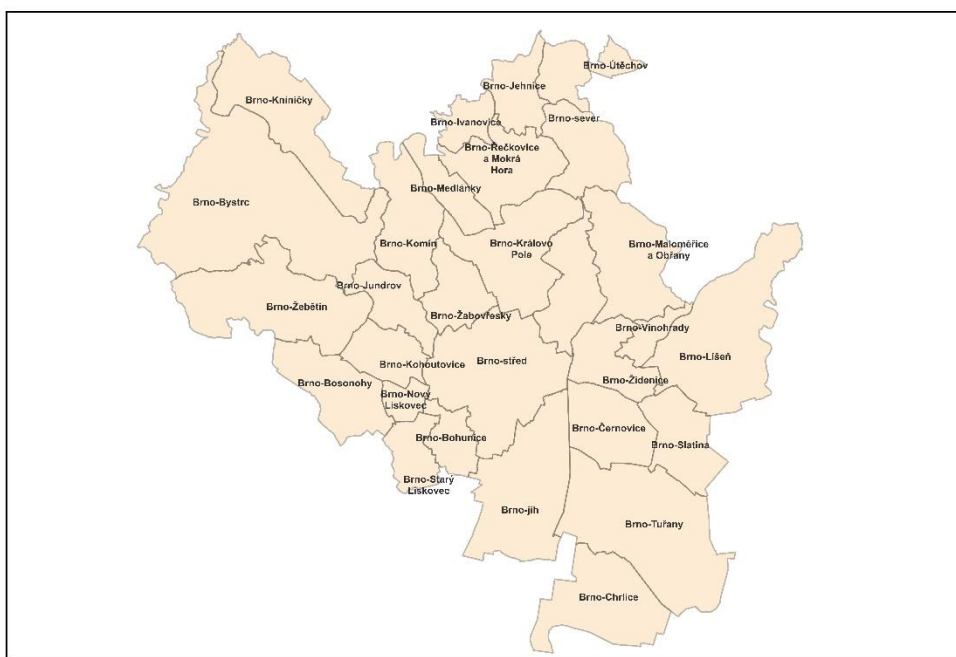 Brno-Útěchov
Brno-Jehnice
Brno-Kníničky
Brno-Ivanovice
Brno-sever
Brno-Řečkovice
a Mokrá
Hora
Brno-Medlánky
Brno-Bystrc
Brno-Komín
Brno-Královo
Pole
Brno-Maloměřice
a Obřany
Brno-Jundrov
Brno-Žebětín
Brno-Žabovřesky
Brno-Vinohrady
Brno-střed
Brno-Líšeň
Brno-Kohoutovice
Brno-Bosonohy
Brno-Židenice
Brno-Nový
Lískovec
Brno-Černovice
Brno-Bohunice
Brno-Slatina
Brno-Starý
Lískovec
Brno-jih
Brno-Tuřany
Brno-Chrlice